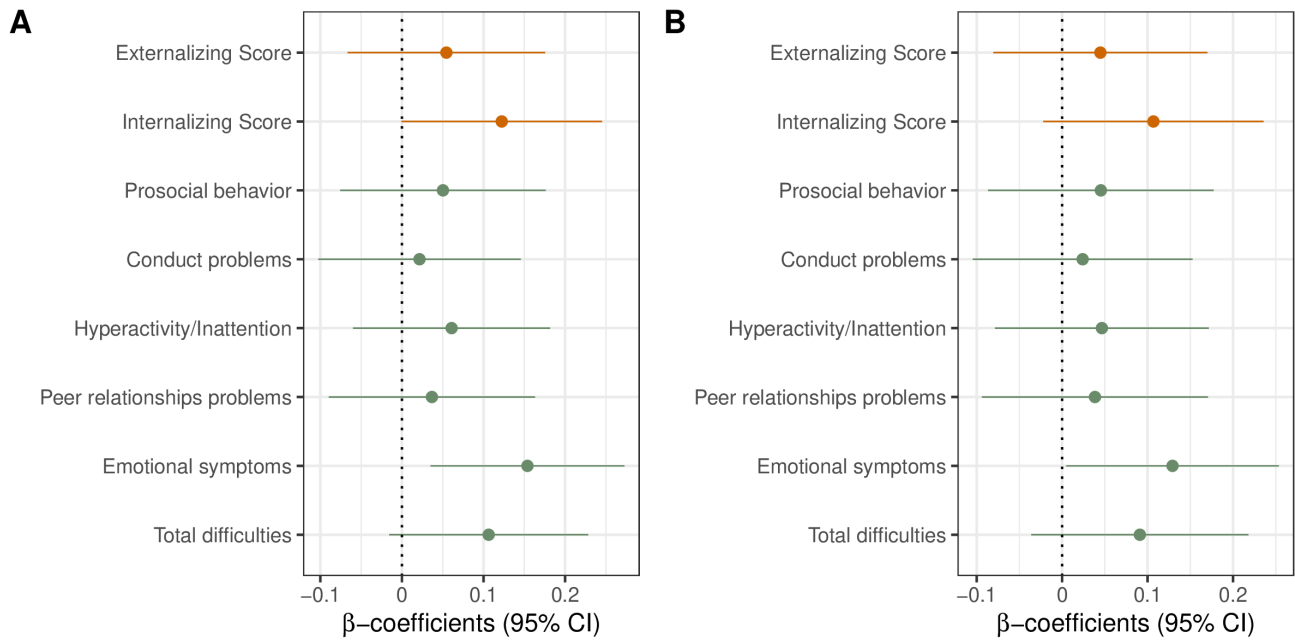 A
Externalizing Score
Internalizing Score
Prosocial behavior
Conduct problems
Hyperactivity/Inattention
Peer relationships problems
Emotional symptoms
Total difficulties
−0.1 0 0.1 0.2
β−coefficients (95% CI)
B
Externalizing Score
Internalizing Score
Prosocial behavior
Conduct problems
Hyperactivity/Inattention
Peer relationships problems
Emotional symptoms
Total difficulties
−0.1 0 0.1 0.2
β−coefficients (95% CI)